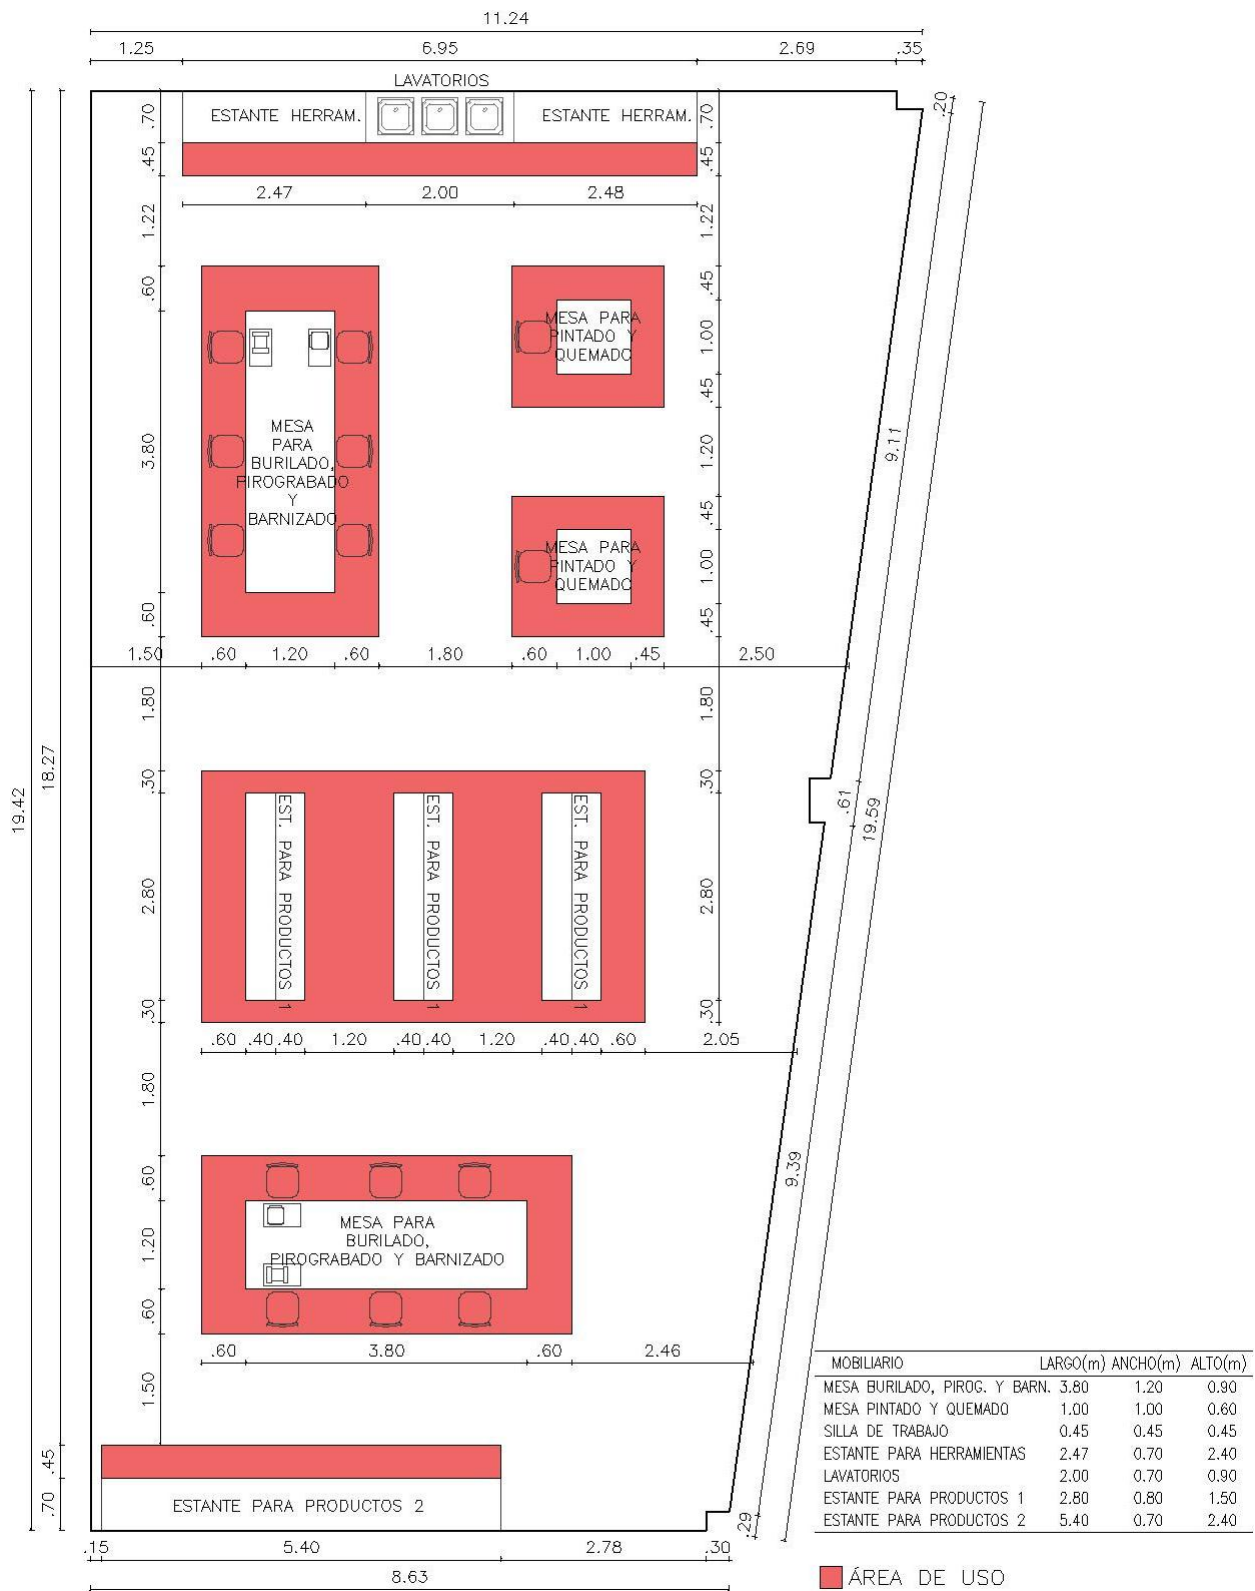 11.24
1.25 6.95 2.69 .35
LAVATORIOS
ESTANTE HERRAM. ESTANTE HERRAM.
.70 .70 .20
.45 .45
2.47 2.00 2.48
1.22 1.22
.60 .45
MESA PARA
PINTADO Y
QUEMADO
1.00
.45
MESA
PARA
BURILADO,
PIROGRABADO
Y
BARNIZADO
3.80 1.20 9.11
.45
MESA PARA
PINTADO Y
QUEMADO
1.00
.60 .45
1.50 .60 1.20 .60 1.80 .60 1.00 .45 2.50
1.80 1.80
19.42 18.27
.30 .30
.61 19.59
EST. PARA PRODUCTOS 1
EST. PARA PRODUCTOS 1
EST. PARA PRODUCTOS 1
2.80 2.80
.30 .30
.60 .40 .40 1.20 .40 .40 1.20 .40 .40 .60 2.05
1.80
.60
9.39
MESA PARA
BURILADO,
PIROGRABADO Y BARNIZADO
1.20
.60
.60 3.80 .60 2.46
1.50
.45
ESTANTE PARA PRODUCTOS 2
.70 .29
.15 5.40 2.78 .30
8.63
MOBILIARIO LARGO(m) ANCHO(m) ALTO(m)
MESA BURILADO, PIROG. Y BARN. 3.80 1.20 0.90
MESA PINTADO Y QUEMADO 1.00 1.00 0.60
SILLA DE TRABAJO 0.45 0.45 0.45
ESTANTE PARA HERRAMIENTAS 2.47 0.70 2.40
LAVATORIOS 2.00 0.70 0.90
ESTANTE PARA PRODUCTOS 1 2.80 0.80 1.50
ESTANTE PARA PRODUCTOS 2 5.40 0.70 2.40
ÁREA DE USO